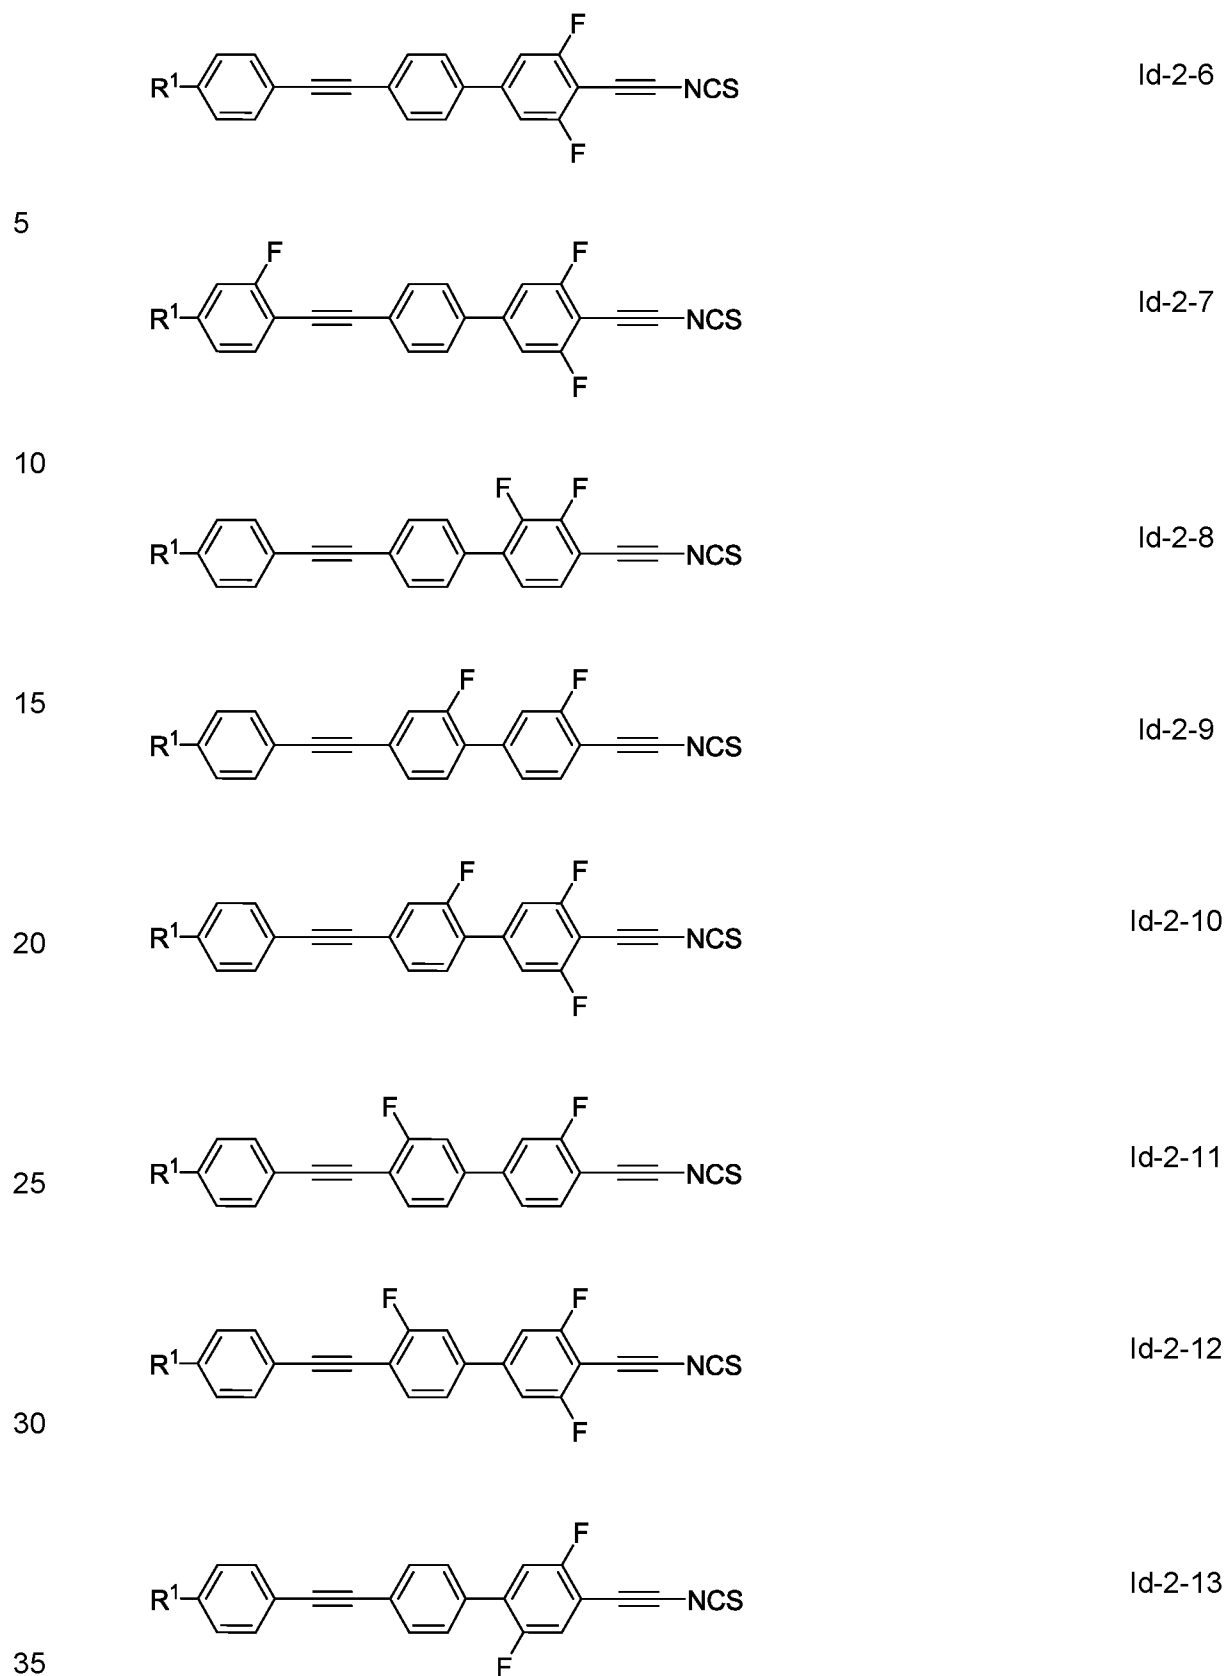 F
R¹ NCS Id-2-6
F
5
F F
R¹ NCS Id-2-7
F
10
F F
R¹ NCS Id-2-8
F F
15
R¹ NCS Id-2-9
F F
R¹ NCS Id-2-10
20
F
F F
R¹ NCS Id-2-11
25
F F
R¹ NCS Id-2-12
30
F
F
R¹ NCS Id-2-13
35
F